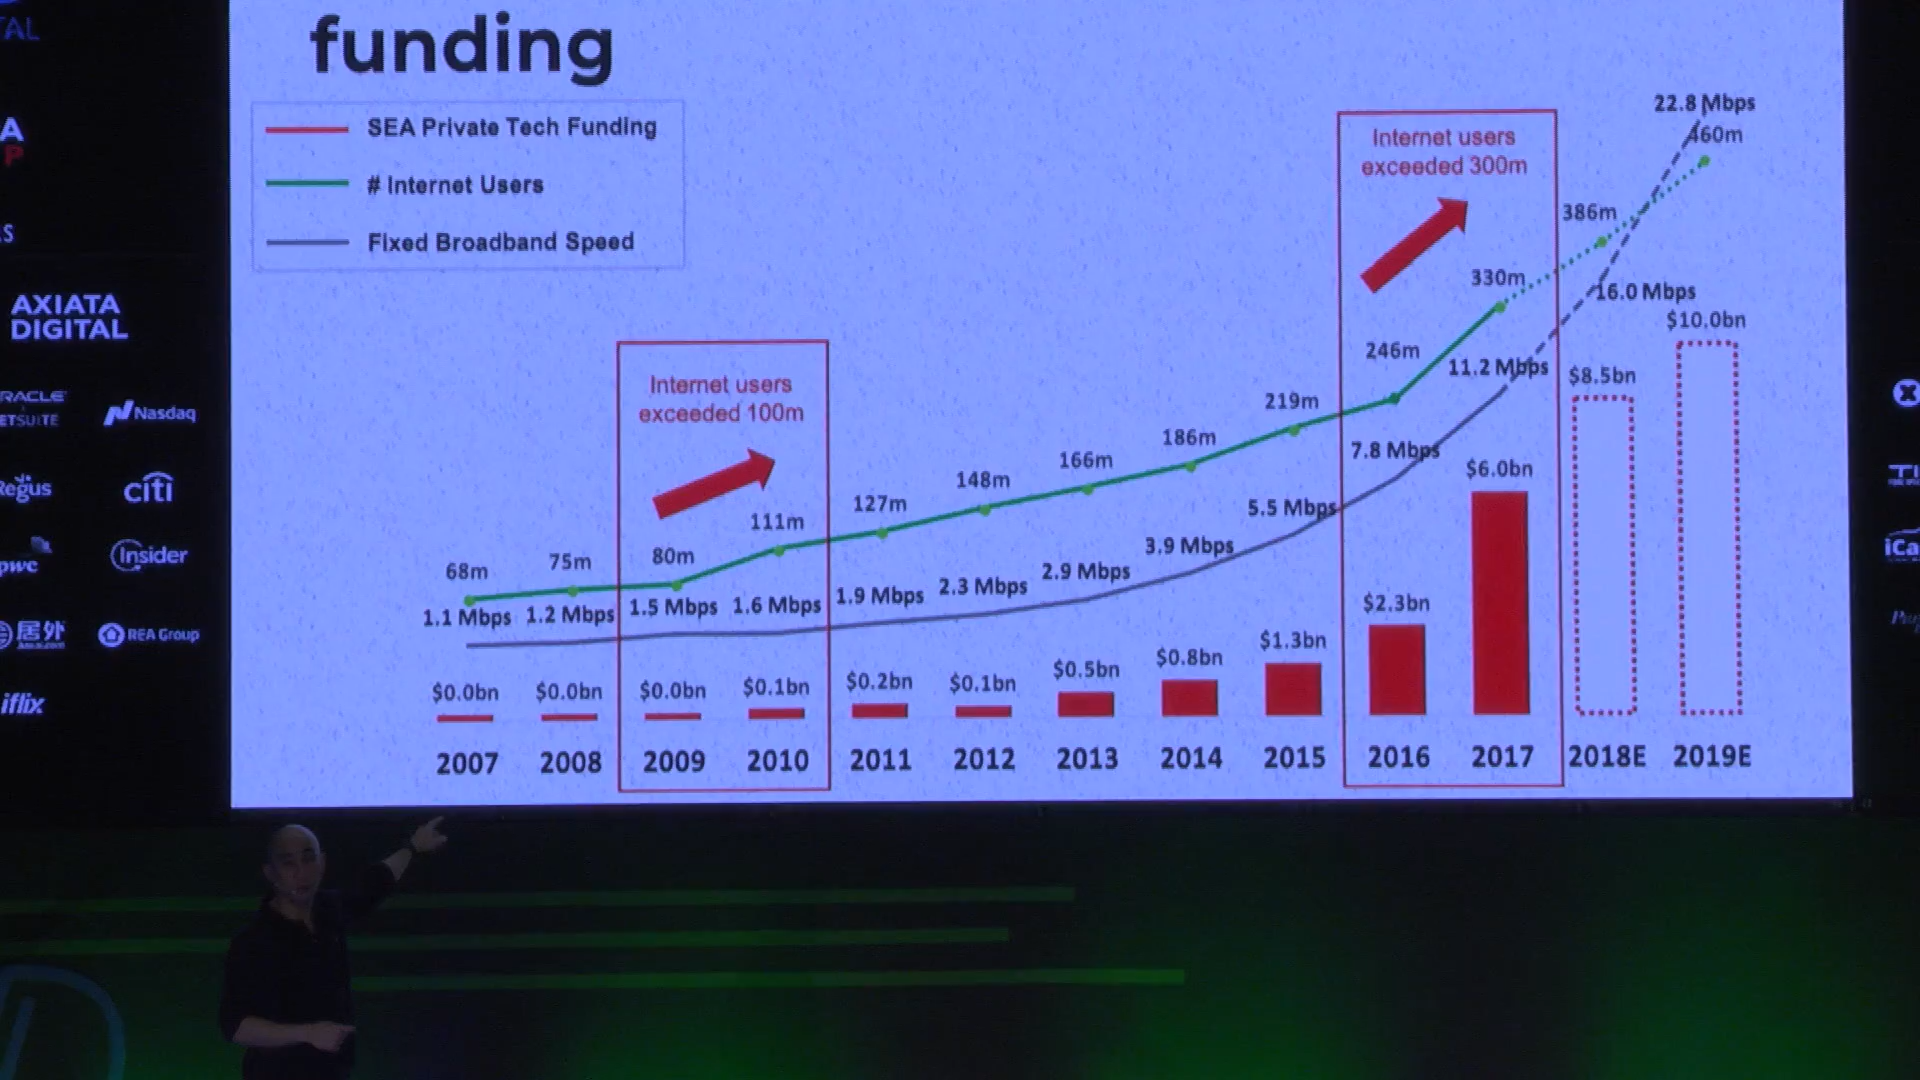 funding
SEA Private Tech Funding
# Internet Users
Fixed Broadband Speed
Internet users
exceeded 100m
Internet users
exceeded 300m
68m
75m
80m
111m
127m
148m
166m
186m
219m
246m
330m
386m
460m
1.1 Mbps
1.2 Mbps
1.5 Mbps
1.6 Mbps
1.9 Mbps
2.3 Mbps
2.9 Mbps
3.9 Mbps
5.5 Mbps
7.8 Mbps
11.2 Mbps
16.0 Mbps
22.8 Mbps
$0.0bn
$0.0bn
$0.0bn
$0.1bn
$0.2bn
$0.1bn
$0.5bn
$0.8bn
$1.3bn
$2.3bn
$6.0bn
$8.5bn
$10.0bn
2007 2008 2009 2010 2011 2012 2013 2014 2015 2016 2017 2018E 2019E
AXIATA
DIGITAL
Nasdaq
Regus
citi
pwc
Insider
居外
REA Group
iflix